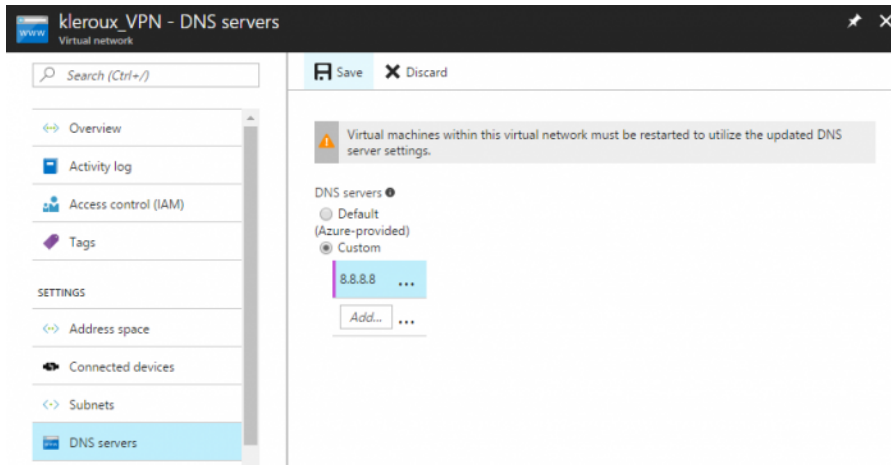 kleroux_VPN - DNS servers
Virtual network
www
Search (Ctrl+/)
Overview
Activity log
Access control (IAM)
Tags
SETTINGS
Address space
Connected devices
Subnets
www
DNS servers
Save
Discard
Virtual machines within this virtual network must be restarted to utilize the updated DNS
server settings.
DNS servers
Default
(Azure-provided)
Custom
8.8.8.8 ...
Add... ...